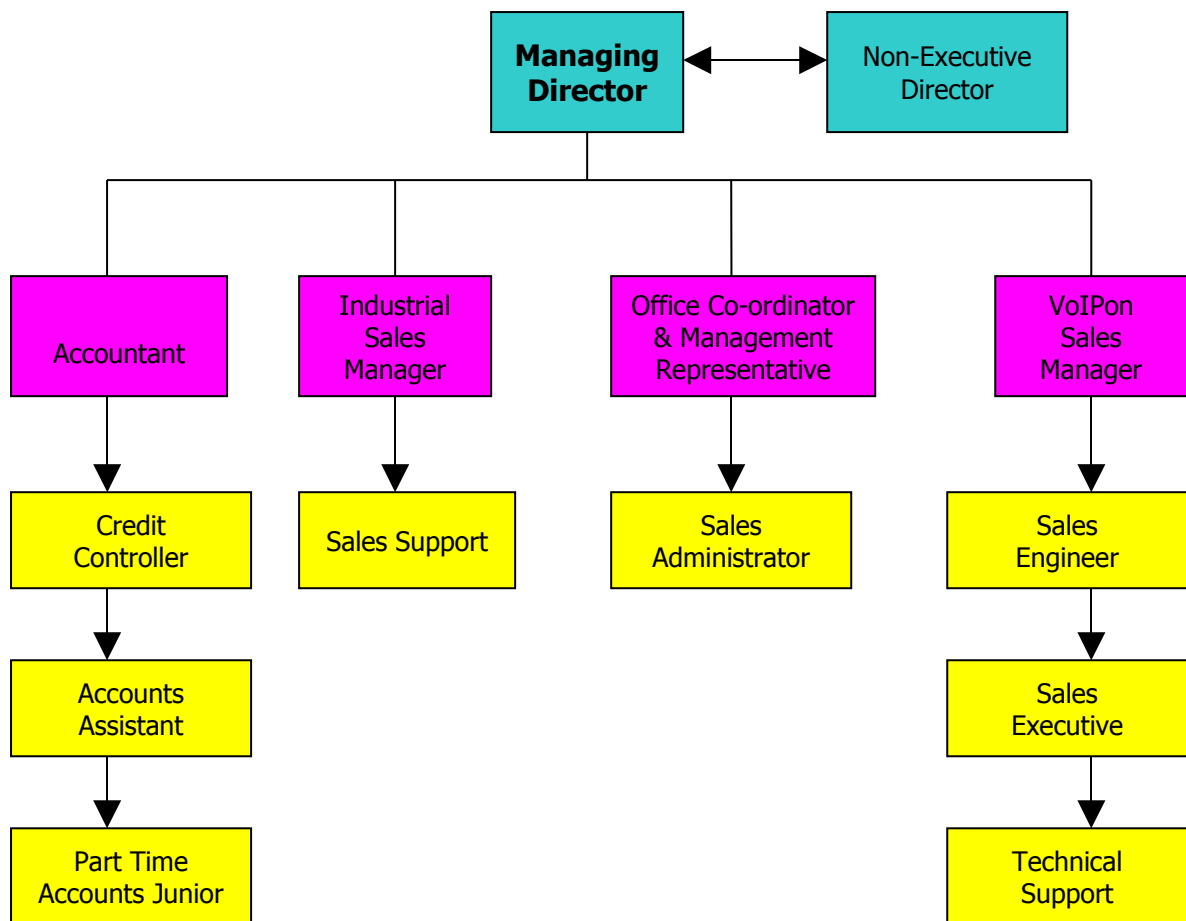 Managing
Director
Non-Executive
Director
Accountant
Industrial
Sales
Manager
Office Co-ordinator
& Management
Representative
VoIPon
Sales
Manager
Credit
Controller
Sales Support
Sales
Administrator
Sales
Engineer
Accounts
Assistant
Sales
Executive
Part Time
Accounts Junior
Technical
Support